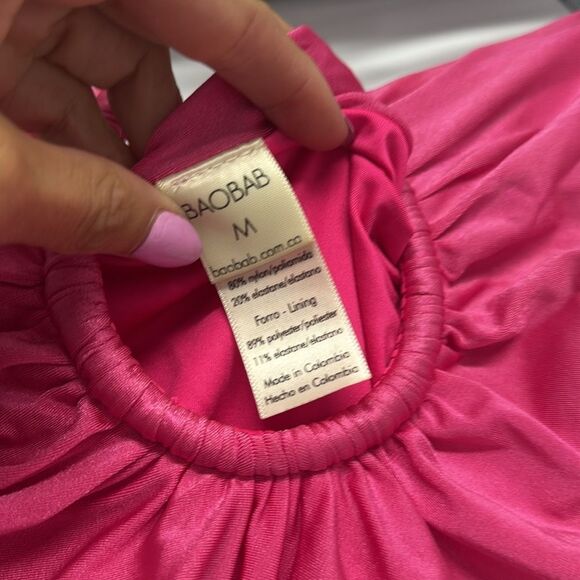 BAOBAB
M
baobab.com.co
80% nylon/poliamida
20% elastane/elastano
Forro - Lining
89% polyester/poliester
11% elastane/elastano
Made in Colombia
Hecho en Colombia